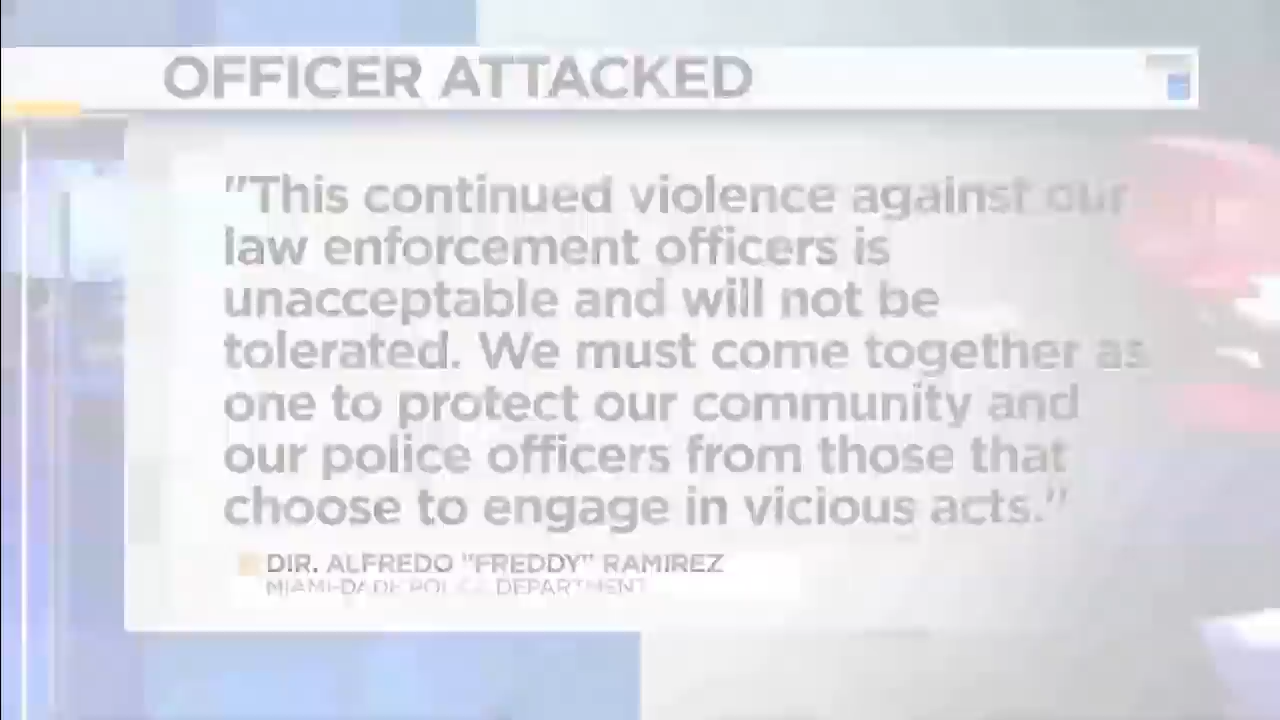 OFFICER ATTACKED
"This continued violence against our
law enforcement officers is
unacceptable and will not be
tolerated. We must come together as
one to protect our community and
our police officers from those that
choose to engage in vicious acts."
DIR. ALFREDO "FREDDY" RAMIREZ
MIAMI-DADE POLICE DEPARTMENT